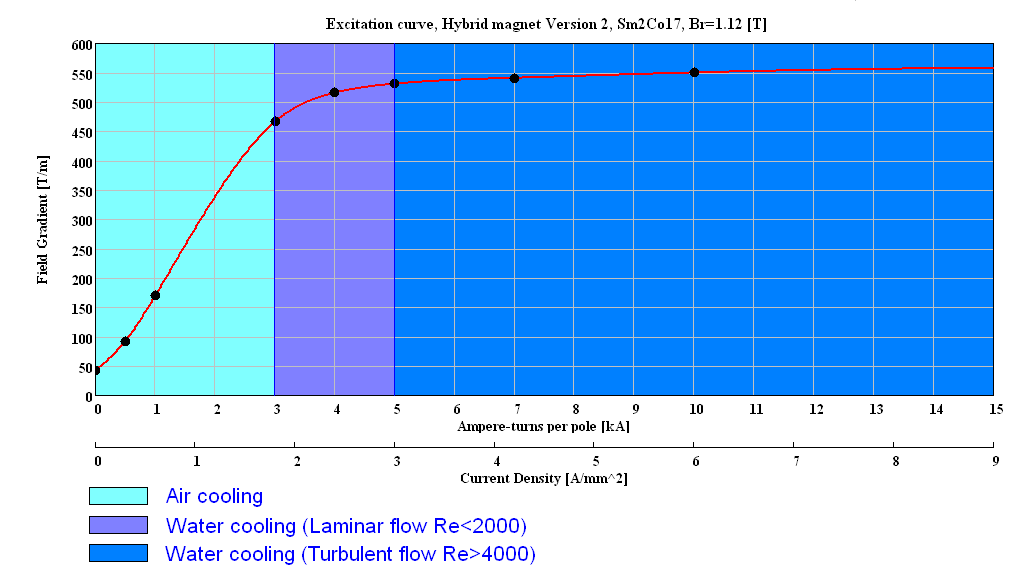 Excitation curve, Hybrid magnet Version 2, Sm2Co17, Br=1.12 [T]
Field Gradient [T/m]
600
550
500
450
400
350
300
250
200
150
100
50
0
0 1 2 3 4 5 6 7 8 9 10 11 12 13 14 15
Ampere-turns per pole [kA]
0 1 2 3 4 5 6 7 8 9
Current Density [A/mm^2]
Air cooling
Water cooling (Laminar flow Re<2000)
Water cooling (Turbulent flow Re>4000)